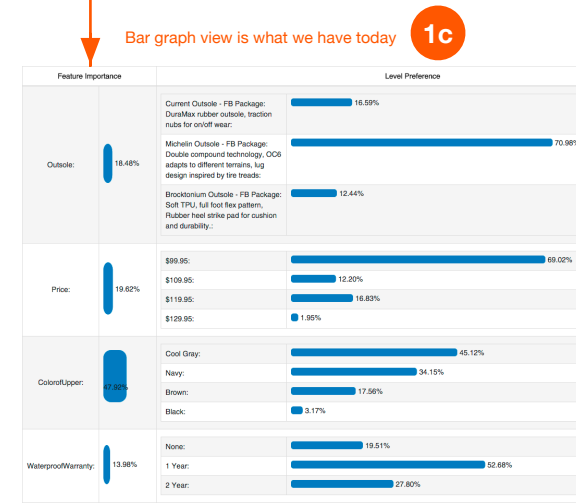 Bar graph view is what we have today
1c
Feature Importance
Level Preference
Outsole:
18.48%
Current Outsole - FB Package:
DuraMax rubber outsole, traction
nubs for on/off wear:
16.59%
Michelin Outsole - FB Package:
Double compound technology, OC6
adapts to different terrains, lug
design inspired by tire treads:
70.98%
Brocktonium Outsole - FB Package:
Soft TPU, full foot flex pattern,
Rubber heel strike pad for cushion
and durability.:
12.44%
Price:
19.62%
$99.95:
69.02%
$109.95:
12.20%
$119.95:
16.83%
$129.95:
1.95%
ColorofUpper:
47.92%
Cool Gray:
45.12%
Navy:
34.15%
Brown:
17.56%
Black:
3.17%
WaterproofWarranty:
13.98%
None:
19.51%
1 Year:
52.68%
2 Year:
27.80%